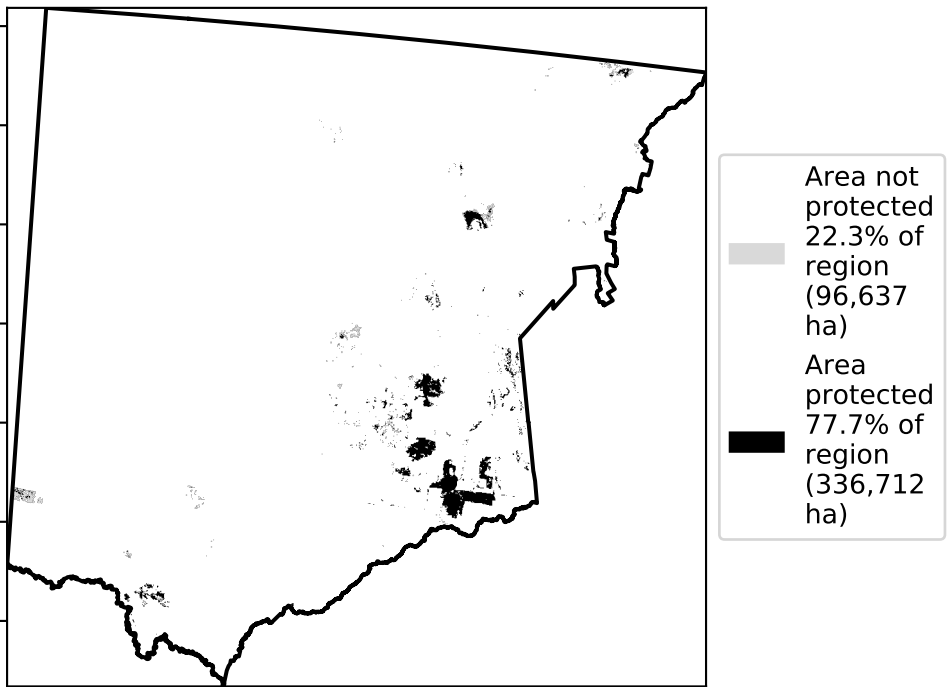 Area not
protected
22.3% of
region
(96,637
ha)
Area
protected
77.7% of
region
(336,712
ha)